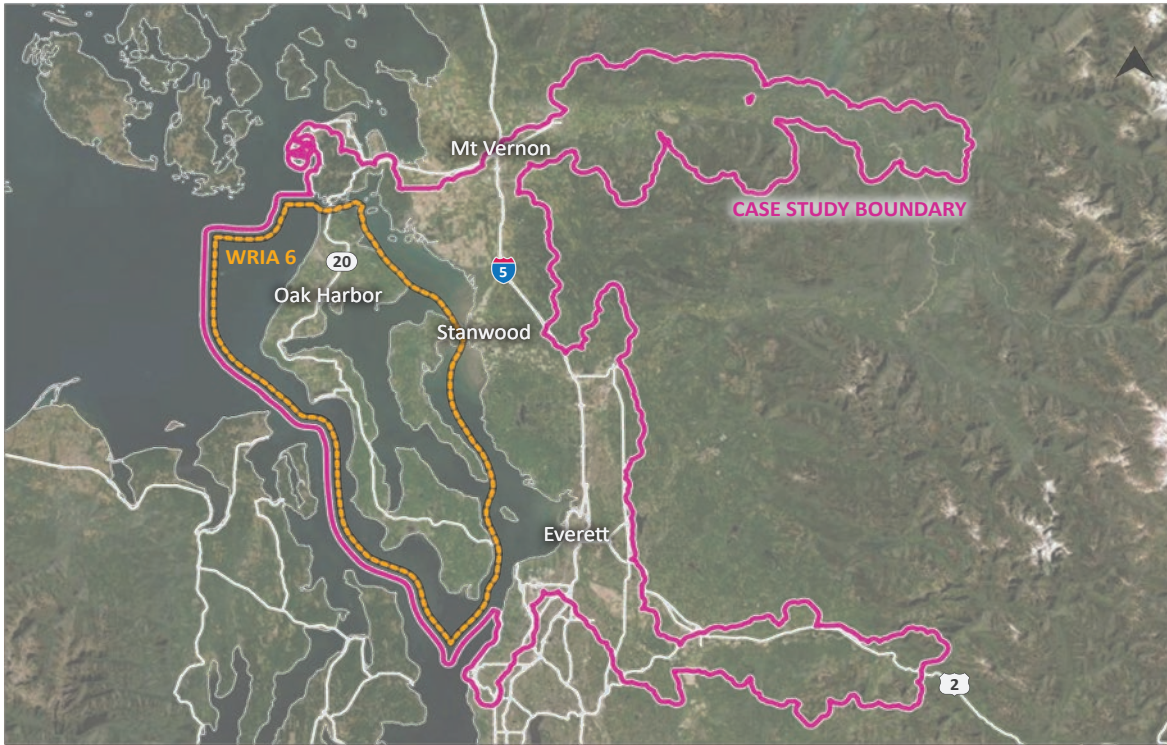 Mt Vernon
CASE STUDY BOUNDARY
WRIA 6
20
5
Oak Harbor
Stanwood
Everett
2